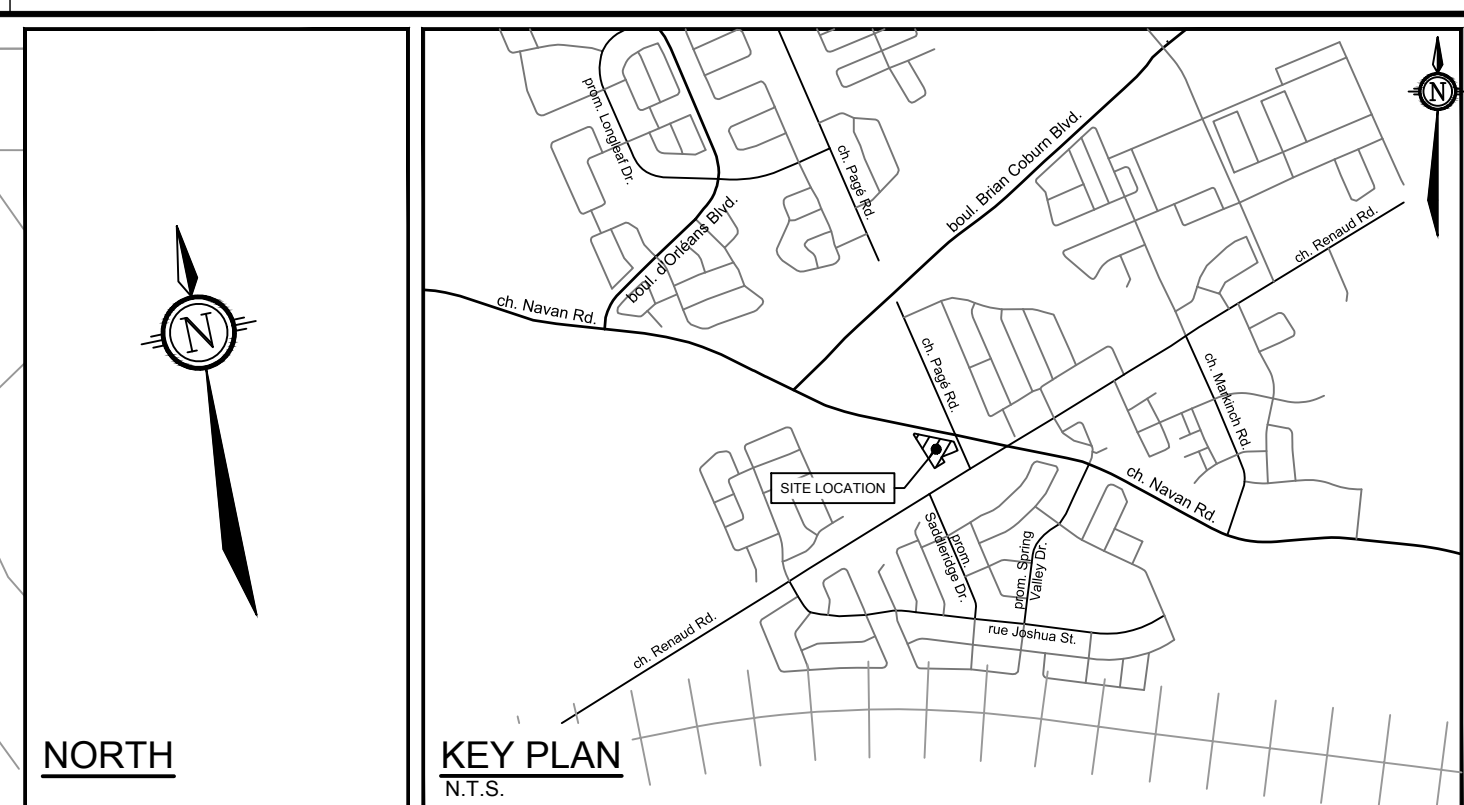 N
NORTH
N
prom. Longleaf Dr.
ch. Pagé Rd.
boul. Brian Coburn Blvd.
boul. d'Orléans Blvd.
ch. Renaud Rd.
ch. Navan Rd.
ch. Pagé Rd.
ch. Markinch Rd.
SITE LOCATION
ch. Navan Rd.
prom.
Saddleridge Dr.
prom. Spring
Valley Dr.
rue Joshua St.
ch. Renaud Rd.
KEY PLAN
N.T.S.